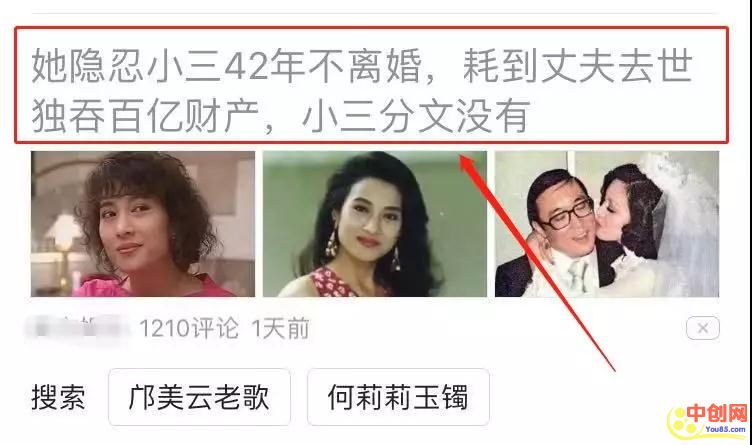 她隐忍小三42年不离婚，耗到丈夫去世
独吞百亿财产，小三分文没有
1210评论 1天前
搜索 邝美云老歌 何莉莉玉镯
中创网
You85.com